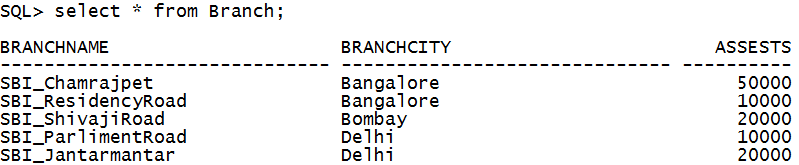 SQL> select * from Branch;
BRANCHNAME BRANCHCITY ASSESTS
------------------------------ ------------------------------ ----------
SBI_Chamrajpet Bangalore 50000
SBI_ResidencyRoad Bangalore 10000
SBI_ShivajiRoad Bombay 20000
SBI_ParlimentRoad Delhi 10000
SBI_Jantarmantar Delhi 20000